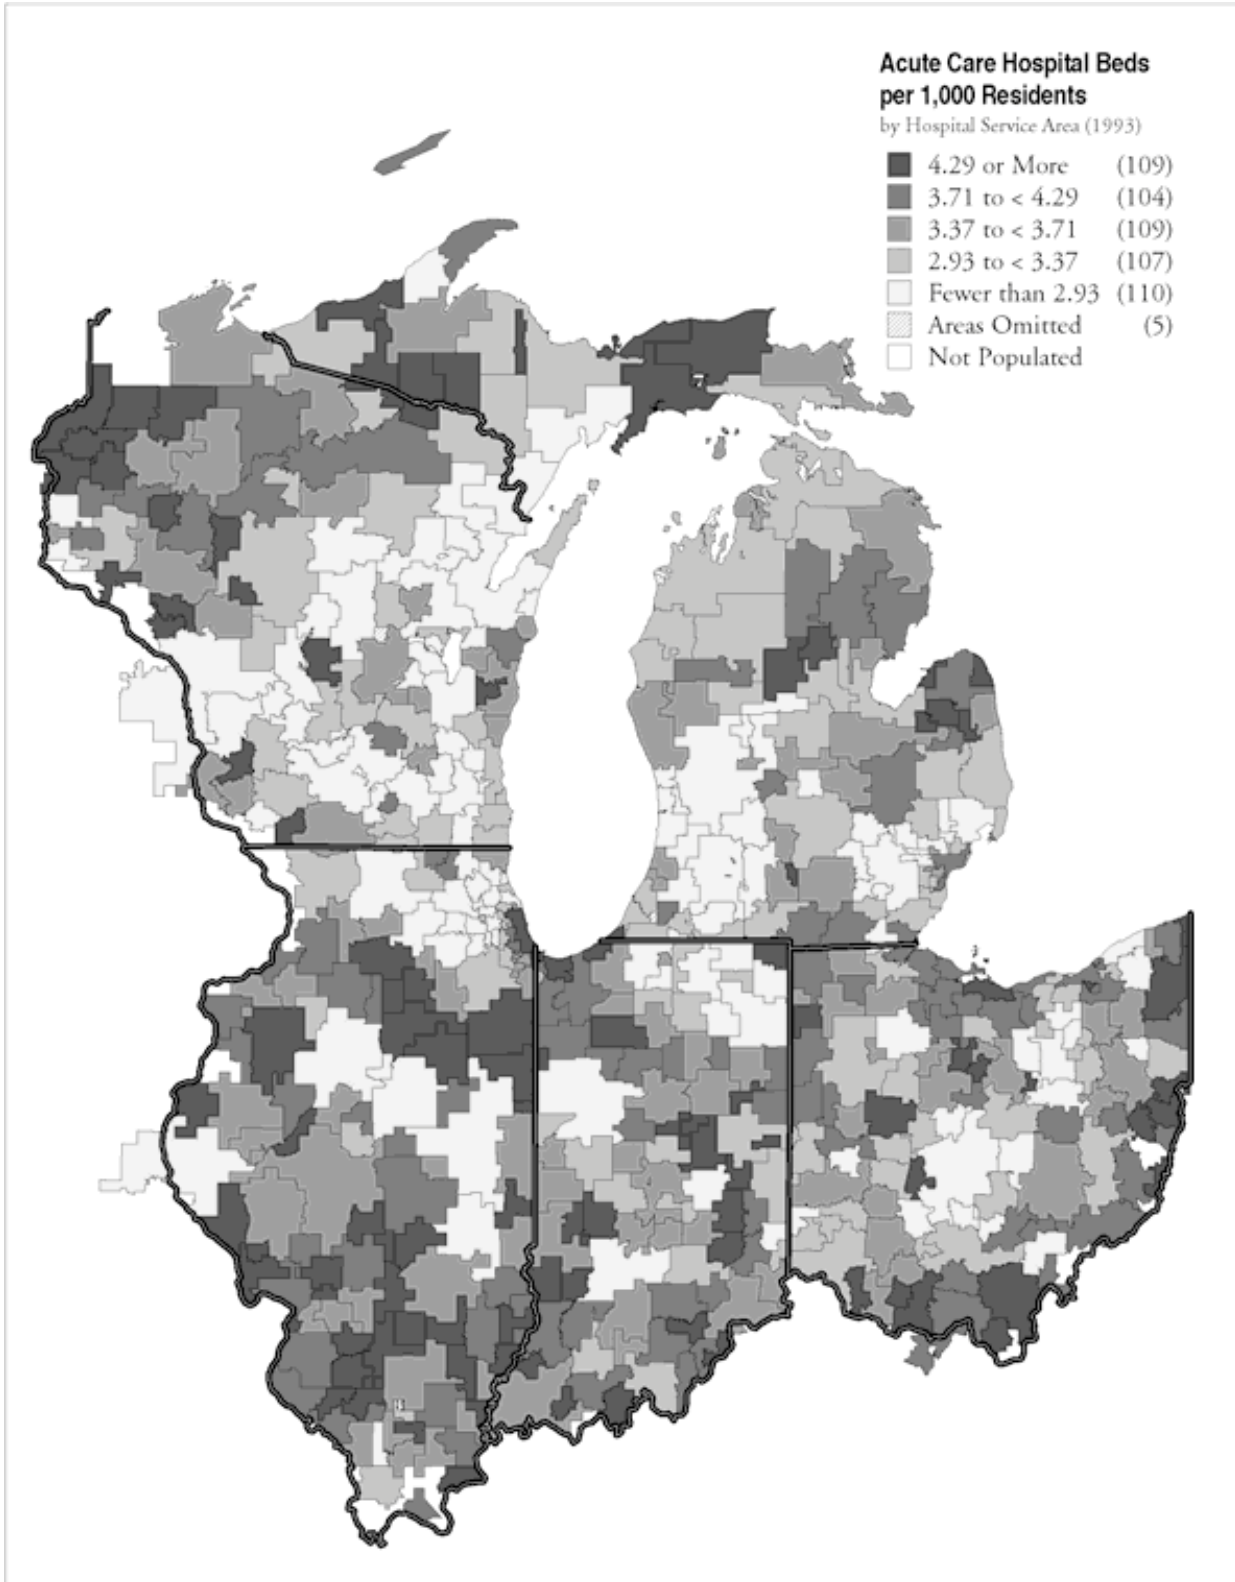 Acute Care Hospital Beds
per 1,000 Residents
by Hospital Service Area (1993)
4.29 or More (109)
3.71 to < 4.29 (104)
3.37 to < 3.71 (109)
2.93 to < 3.37 (107)
Fewer than 2.93 (110)
Areas Omitted (5)
Not Populated